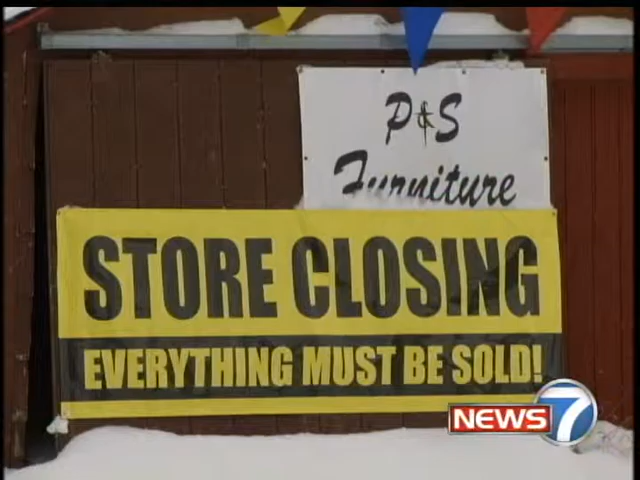 P&S
Furniture
STORE CLOSING
EVERYTHING MUST BE SOLD!
NEWS 7